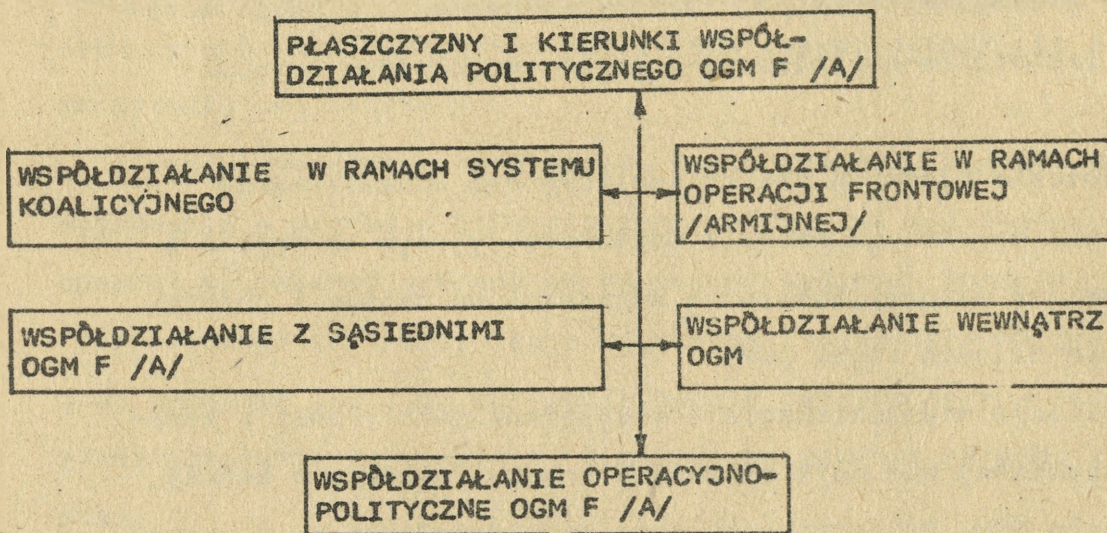 PŁASZCZYZNY I KIERUNKI WSPÓŁ-
DZIAŁANIA POLITYCZNEGO OGM F /A/
WSPÓŁDZIAŁANIE W RAMACH SYSTEMU
KOALICYJNEGO
WSPÓŁDZIAŁANIE W RAMACH
OPERACJI FRONTOWEJ
/ARMIJNEJ/
WSPÓŁDZIAŁANIE Z SĄSIEDNIMI
OGM F /A/
WSPÓŁDZIAŁANIE WEWNĄTRZ
OGM
WSPÓŁDZIAŁANIE OPERACYJNO-
POLITYCZNE OGM F /A/